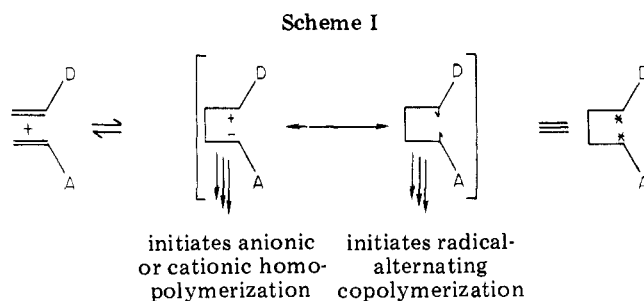 Scheme I
D D D
+ + * 
- *
A A A
initiates anionic initiates radical-
or cationic homo- alternating
polymerization copolymerization